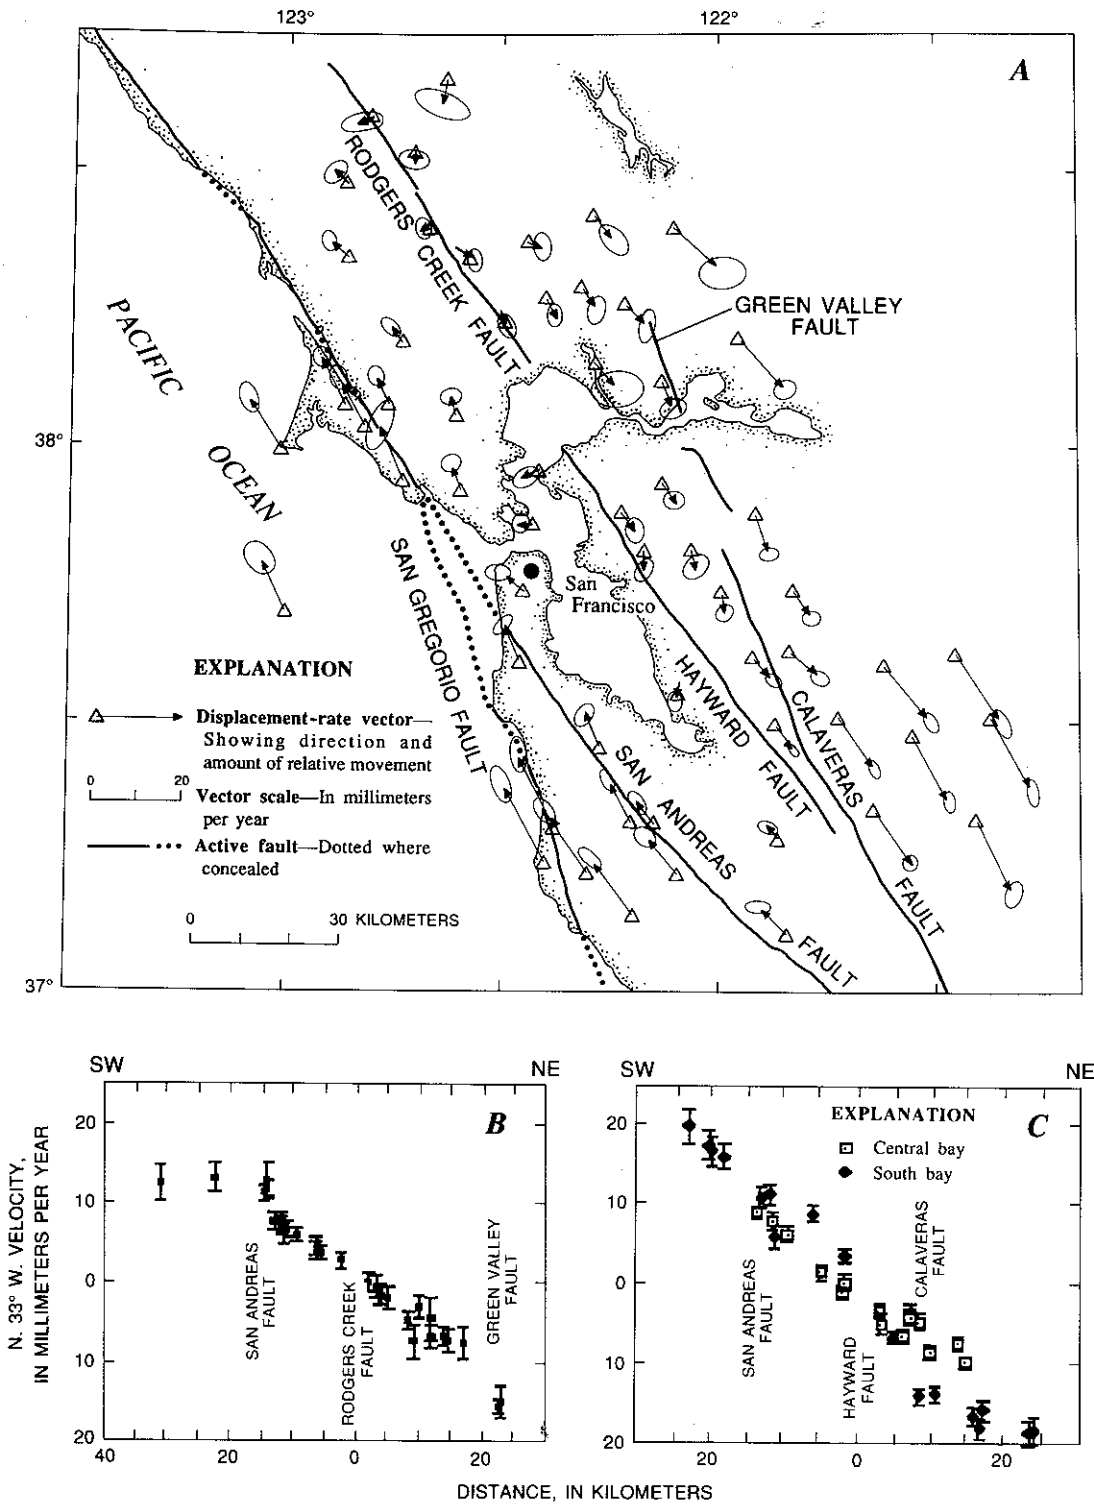 123°
122°
A
RODGERS CREEK FAULT
GREEN VALLEY
FAULT
PACIFIC
OCEAN
38°
SAN GREGORIO FAULT
San
Francisco
HAYWARD FAULT
CALAVERAS FAULT
SAN ANDREAS FAULT
EXPLANATION
Displacement-rate vector—
Showing direction and
amount of relative movement
0 20
Vector scale—In millimeters
per year
Active fault—Dotted where
concealed
0 30 KILOMETERS
37°
SW NE
B
N. 33° W. VELOCITY,
IN MILLIMETERS PER YEAR
20
10
0
10
20
SAN ANDREAS
FAULT
RODGERS CREEK
FAULT
GREEN VALLEY
FAULT
40 20 0 20
SW NE
EXPLANATION
C
Central bay
South bay
20
10
0
10
20
SAN ANDREAS
FAULT
HAYWARD
FAULT
CALAVERAS
FAULT
20 0 20
DISTANCE, IN KILOMETERS